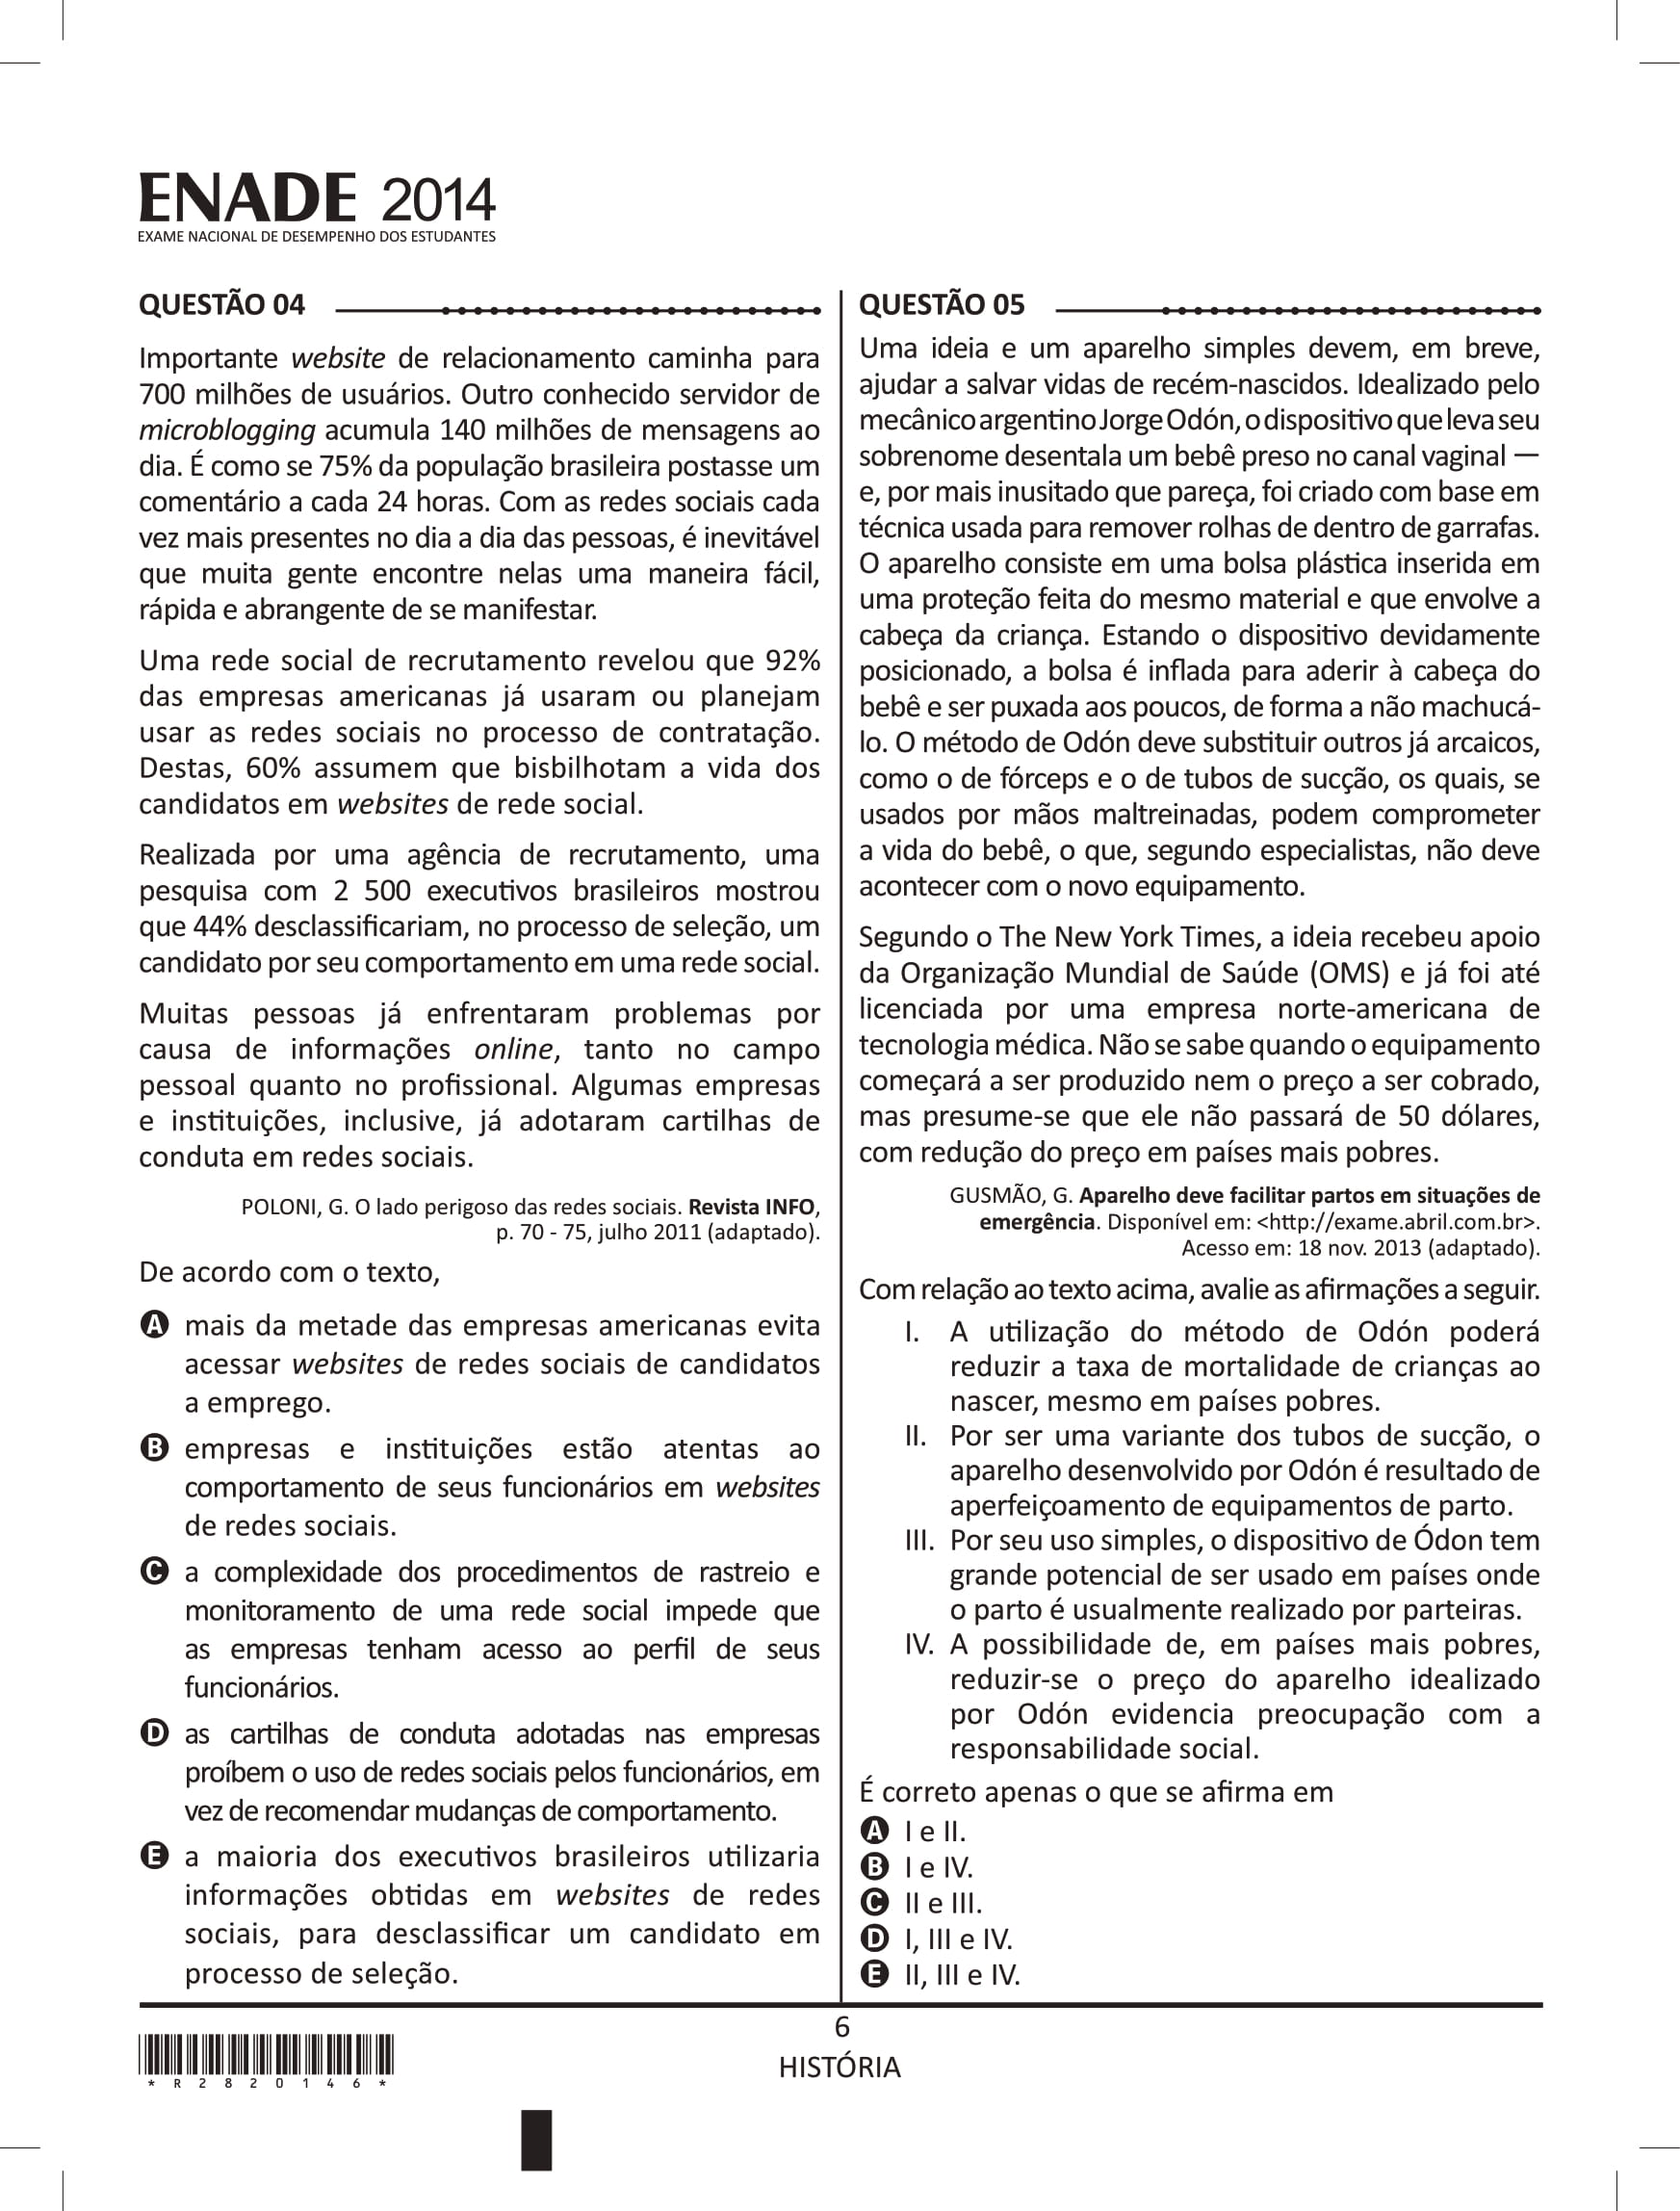 ENADE 2014
EXAME NACIONAL DE DESEMPENHO DOS ESTUDANTES
QUESTÃO 04
Importante website de relacionamento caminha para
700 milhões de usuários. Outro conhecido servidor de
microblogging acumula 140 milhões de mensagens ao
dia. É como se 75% da população brasileira postasse um
comentário a cada 24 horas. Com as redes sociais cada
vez mais presentes no dia a dia das pessoas, é inevitável
que muita gente encontre nelas uma maneira fácil,
rápida e abrangente de se manifestar.
Uma rede social de recrutamento revelou que 92%
das empresas americanas já usaram ou planejam
usar as redes sociais no processo de contratação.
Destas, 60% assumem que bisbilhotam a vida dos
candidatos em websites de rede social.
Realizada por uma agência de recrutamento, uma
pesquisa com 2 500 executivos brasileiros mostrou
que 44% desclassificariam, no processo de seleção, um
candidato por seu comportamento em uma rede social.
Muitas pessoas já enfrentaram problemas por
causa de informações online, tanto no campo
pessoal quanto no profissional. Algumas empresas
e instituições, inclusive, já adotaram cartilhas de
conduta em redes sociais.
POLONI, G. O lado perigoso das redes sociais. Revista INFO,
p. 70 - 75, julho 2011 (adaptado).
De acordo com o texto,
A mais da metade das empresas americanas evita
acessar websites de redes sociais de candidatos
a emprego.
B empresas e instituições estão atentas ao
comportamento de seus funcionários em websites
de redes sociais.
C a complexidade dos procedimentos de rastreio e
monitoramento de uma rede social impede que
as empresas tenham acesso ao perfil de seus
funcionários.
D as cartilhas de conduta adotadas nas empresas
proíbem o uso de redes sociais pelos funcionários, em
vez de recomendar mudanças de comportamento.
E a maioria dos executivos brasileiros utilizaria
informações obtidas em websites de redes
sociais, para desclassificar um candidato em
processo de seleção.
QUESTÃO 05
Uma ideia e um aparelho simples devem, em breve,
ajudar a salvar vidas de recém-nascidos. Idealizado pelo
mecânico argentino Jorge Odón, o dispositivo que leva seu
sobrenome desentala um bebê preso no canal vaginal —
e, por mais inusitado que pareça, foi criado com base em
técnica usada para remover rolhas de dentro de garrafas.
O aparelho consiste em uma bolsa plástica inserida em
uma proteção feita do mesmo material e que envolve a
cabeça da criança. Estando o dispositivo devidamente
posicionado, a bolsa é inflada para aderir à cabeça do
bebê e ser puxada aos poucos, de forma a não machucá-
lo. O método de Odón deve substituir outros já arcaicos,
como o de fórceps e o de tubos de sucção, os quais, se
usados por mãos maltreinadas, podem comprometer
a vida do bebê, o que, segundo especialistas, não deve
acontecer com o novo equipamento.
Segundo o The New York Times, a ideia recebeu apoio
da Organização Mundial de Saúde (OMS) e já foi até
licenciada por uma empresa norte-americana de
tecnologia médica. Não se sabe quando o equipamento
começará a ser produzido nem o preço a ser cobrado,
mas presume-se que ele não passará de 50 dólares,
com redução do preço em países mais pobres.
GUSMÃO, G. Aparelho deve facilitar partos em situações de
emergência. Disponível em: <http://exame.abril.com.br>.
Acesso em: 18 nov. 2013 (adaptado).
Com relação ao texto acima, avalie as afirmações a seguir.
I. A utilização do método de Odón poderá
reduzir a taxa de mortalidade de crianças ao
nascer, mesmo em países pobres.
II. Por ser uma variante dos tubos de sucção, o
aparelho desenvolvido por Odón é resultado de
aperfeiçoamento de equipamentos de parto.
III. Por seu uso simples, o dispositivo de Ódon tem
grande potencial de ser usado em países onde
o parto é usualmente realizado por parteiras.
IV. A possibilidade de, em países mais pobres,
reduzir-se o preço do aparelho idealizado
por Odón evidencia preocupação com a
responsabilidade social.
É correto apenas o que se afirma em
A I e II.
B I e IV.
C II e III.
D I, III e IV.
E II, III e IV.
6
HISTÓRIA
*R2820146*